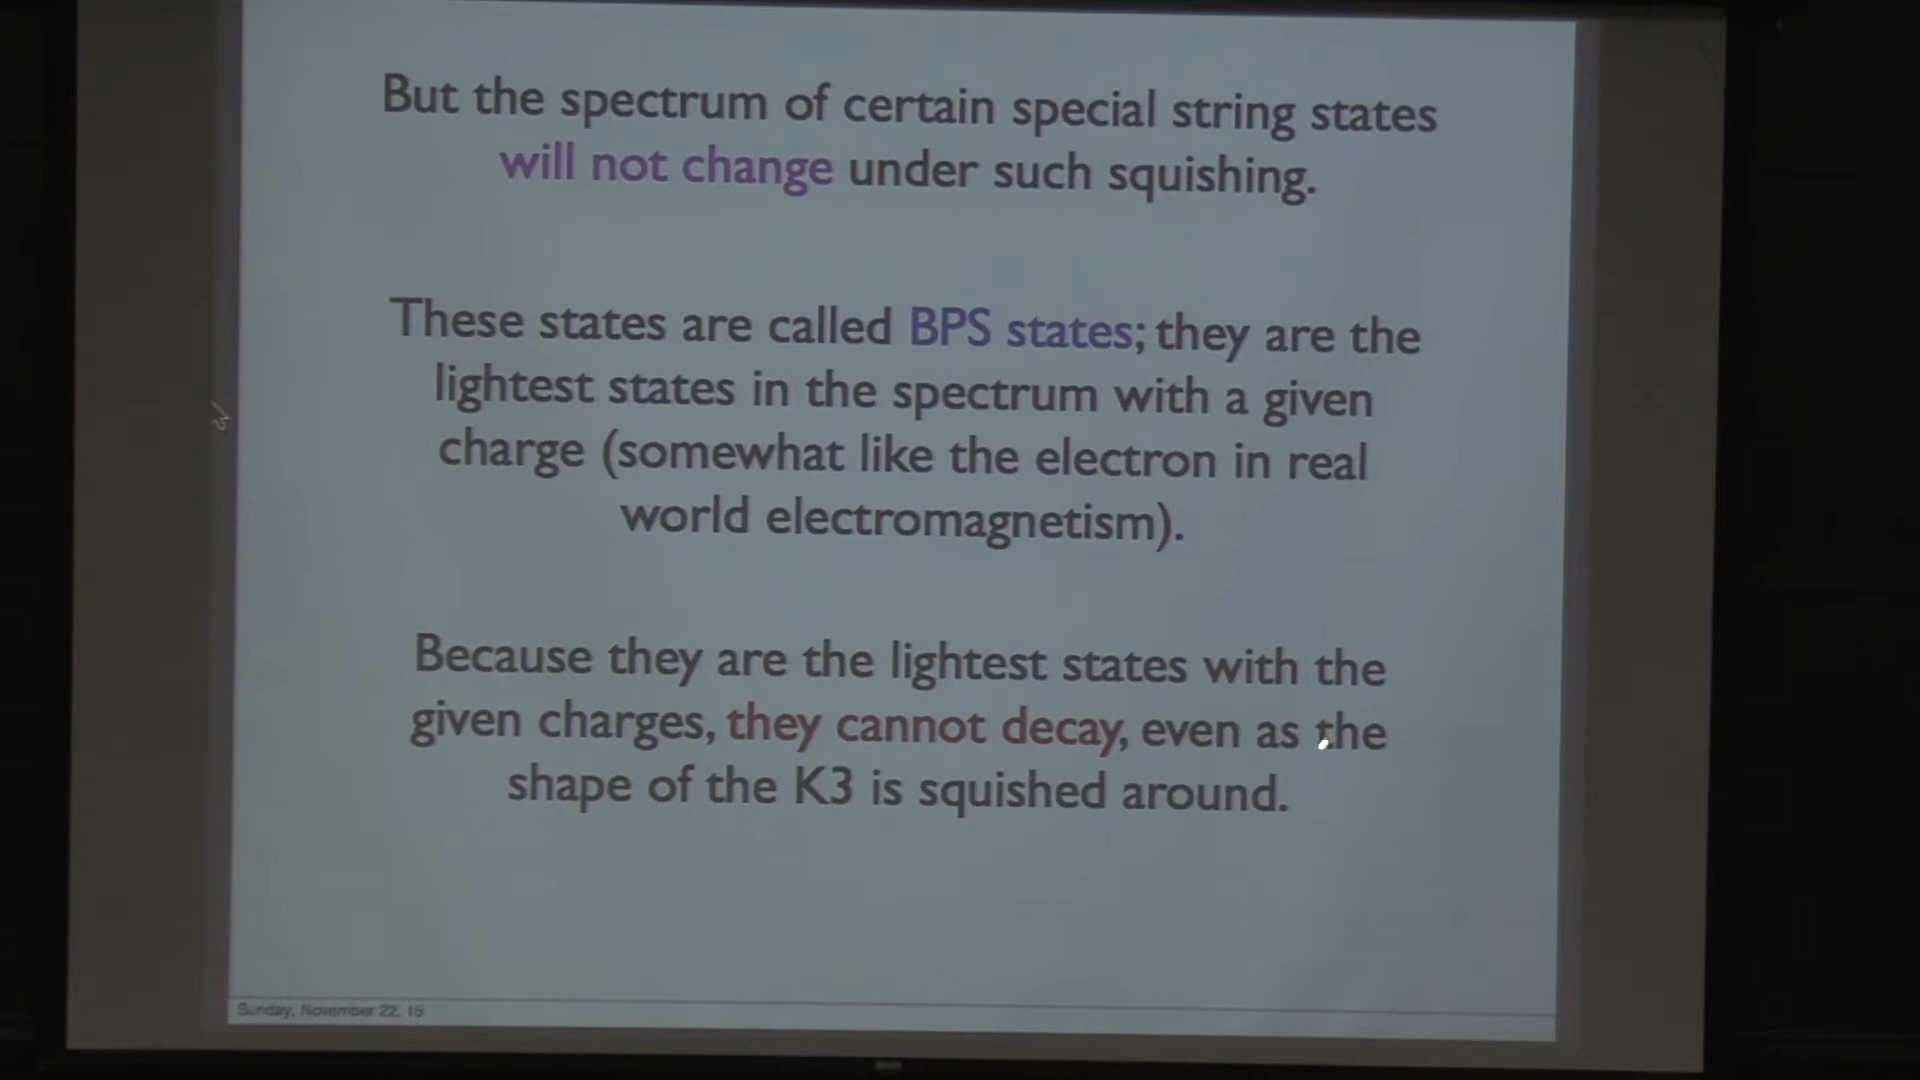 But the spectrum of certain special string states
will not change under such squishing.
These states are called BPS states; they are the
lightest states in the spectrum with a given
charge (somewhat like the electron in real
world electromagnetism).
Because they are the lightest states with the
given charges, they cannot decay, even as the
shape of the K3 is squished around.
Sunday, November 22, 15